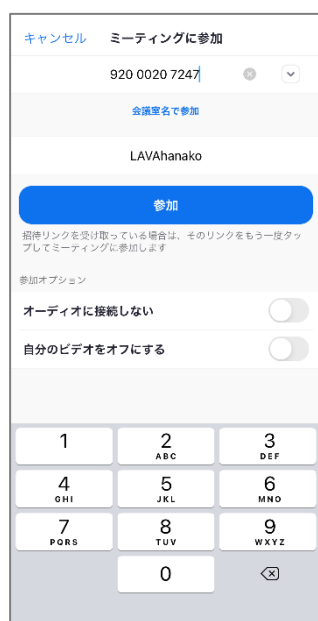 キャンセル ミーティングに参加
920 0020 7247
会議室名で参加
LAVAhanako
参加
招待リンクを受け取っている場合は、そのリンクをもう一度タッ
プしてミーティングに参加します
参加オプション
オーディオに接続しない
自分のビデオをオフにする
1 2 3
ABC DEF
4 5 6
GHI JKL MNO
7 8 9
PQRS TUV WXYZ
0